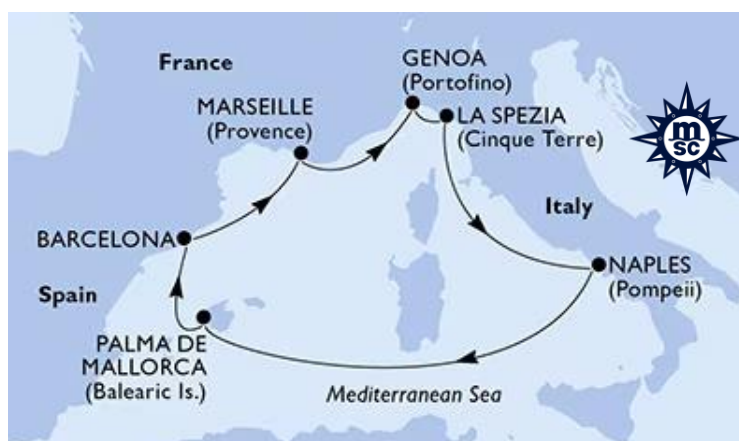 France
GENOA
(Portofino)
MARSEILLE
(Provence)
LA SPEZIA
(Cinque Terre)
m
sc
Italy
BARCELONA
NAPLES
(Pompeii)
Spain
PALMA DE
MALLORCA
(Balearic Is.)
Mediterranean Sea